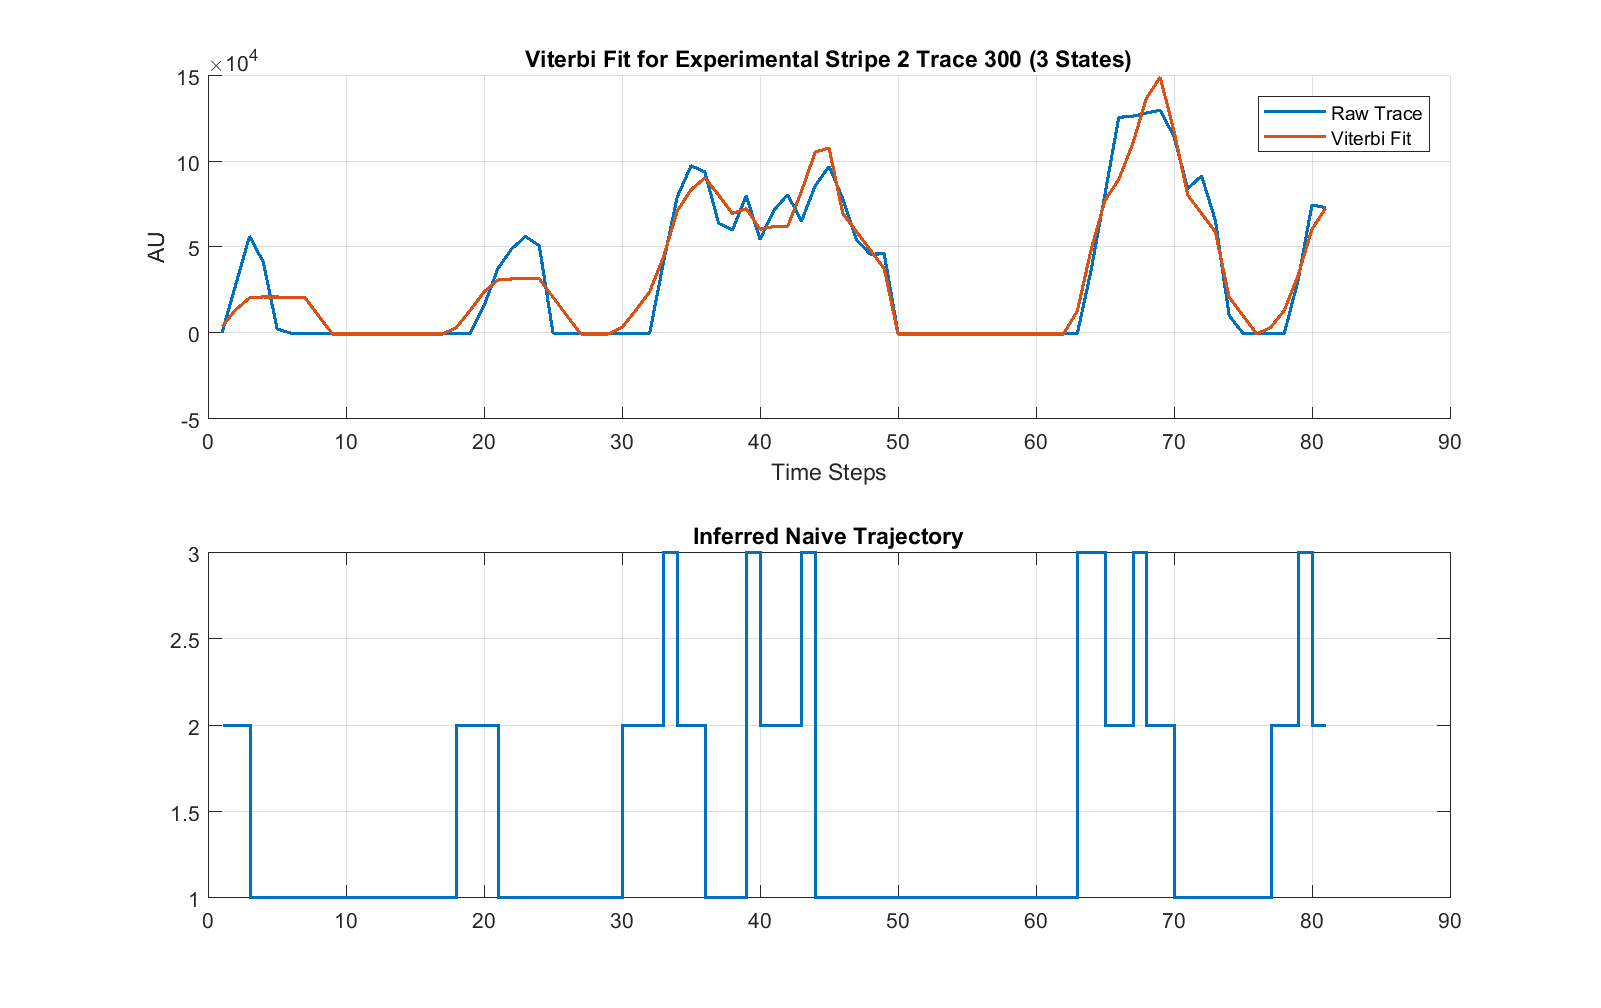 Viterbi Fit for Experimental Stripe 2 Trace 300 (3 States)
×10^4
15
10
5
0
-5
AU
Raw Trace
Viterbi Fit
0 10 20 30 40 50 60 70 80 90
Time Steps
Inferred Naive Trajectory
3
2.5
2
1.5
1
0 10 20 30 40 50 60 70 80 90